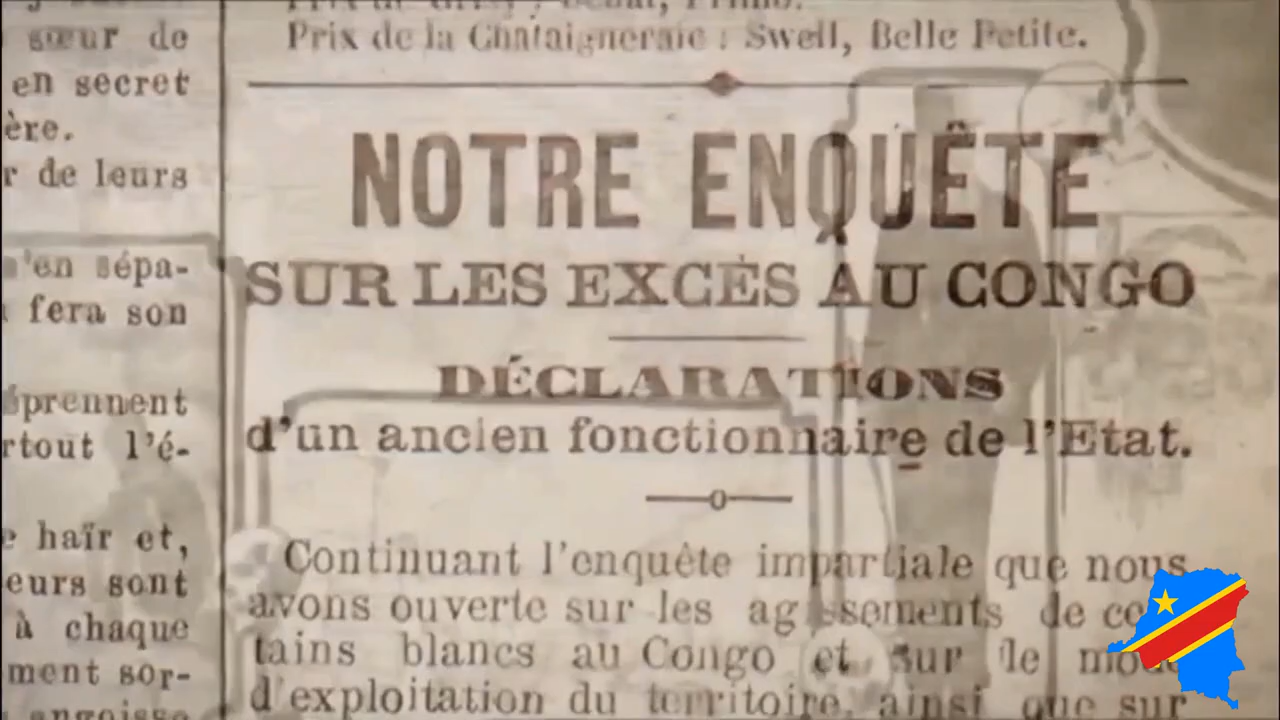 sœur de
en secret
ère.
r de leurs
'en sépa-
fera son
éprennent
rtout l'é-
haïr et,
eurs sont
à chaque
ment sor-
angoisse
Prix de la Chataigneraie : Swell, Belle Petite.
NOTRE ENQUÊTE
SUR LES EXCÈS AU CONGO
DÉCLARATIONS
d'un ancien fonctionnaire de l'Etat.
Continuant l'enquête impartiale que nous
avons ouverte sur les agissements de ce
tains blancs au Congo et sur le mode
d'exploitation du territoire, ainsi que sur